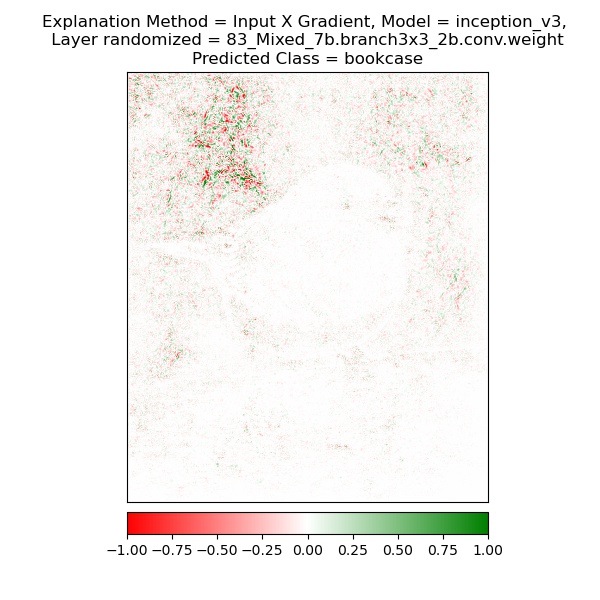 Explanation Method = Input X Gradient, Model = inception_v3,
Layer randomized = 83_Mixed_7b.branch3x3_2b.conv.weight
Predicted Class = bookcase
−1.00 −0.75 −0.50 −0.25 0.00 0.25 0.50 0.75 1.00